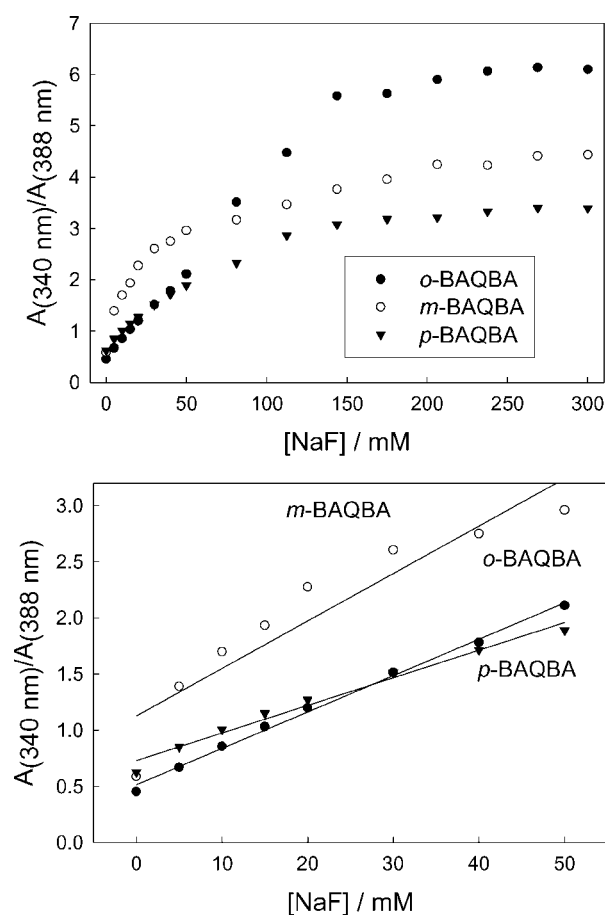 A(340 nm)/A(388 nm)
7
6
5
4
3
2
1
0
o-BAQBA
m-BAQBA
p-BAQBA
0 50 100 150 200 250 300
[NaF] / mM
A(340 nm)/A(388 nm)
3.0
2.5
2.0
1.5
1.0
0.5
0.0
m-BAQBA
o-BAQBA
p-BAQBA
0 10 20 30 40 50
[NaF] / mM